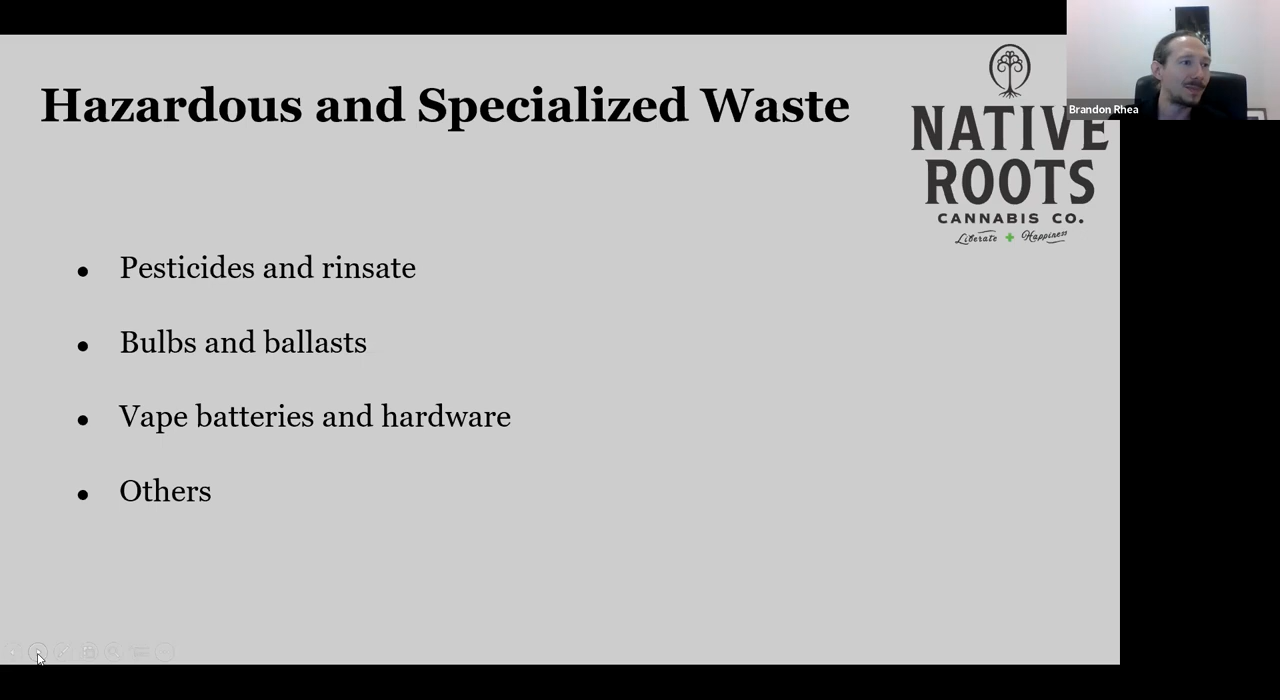 Hazardous and Specialized Waste
NATIVE
ROOTS
CANNABIS CO.
Liberate + Happiness
Brandon Rhea
● Pesticides and rinsate
● Bulbs and ballasts
● Vape batteries and hardware
● Others